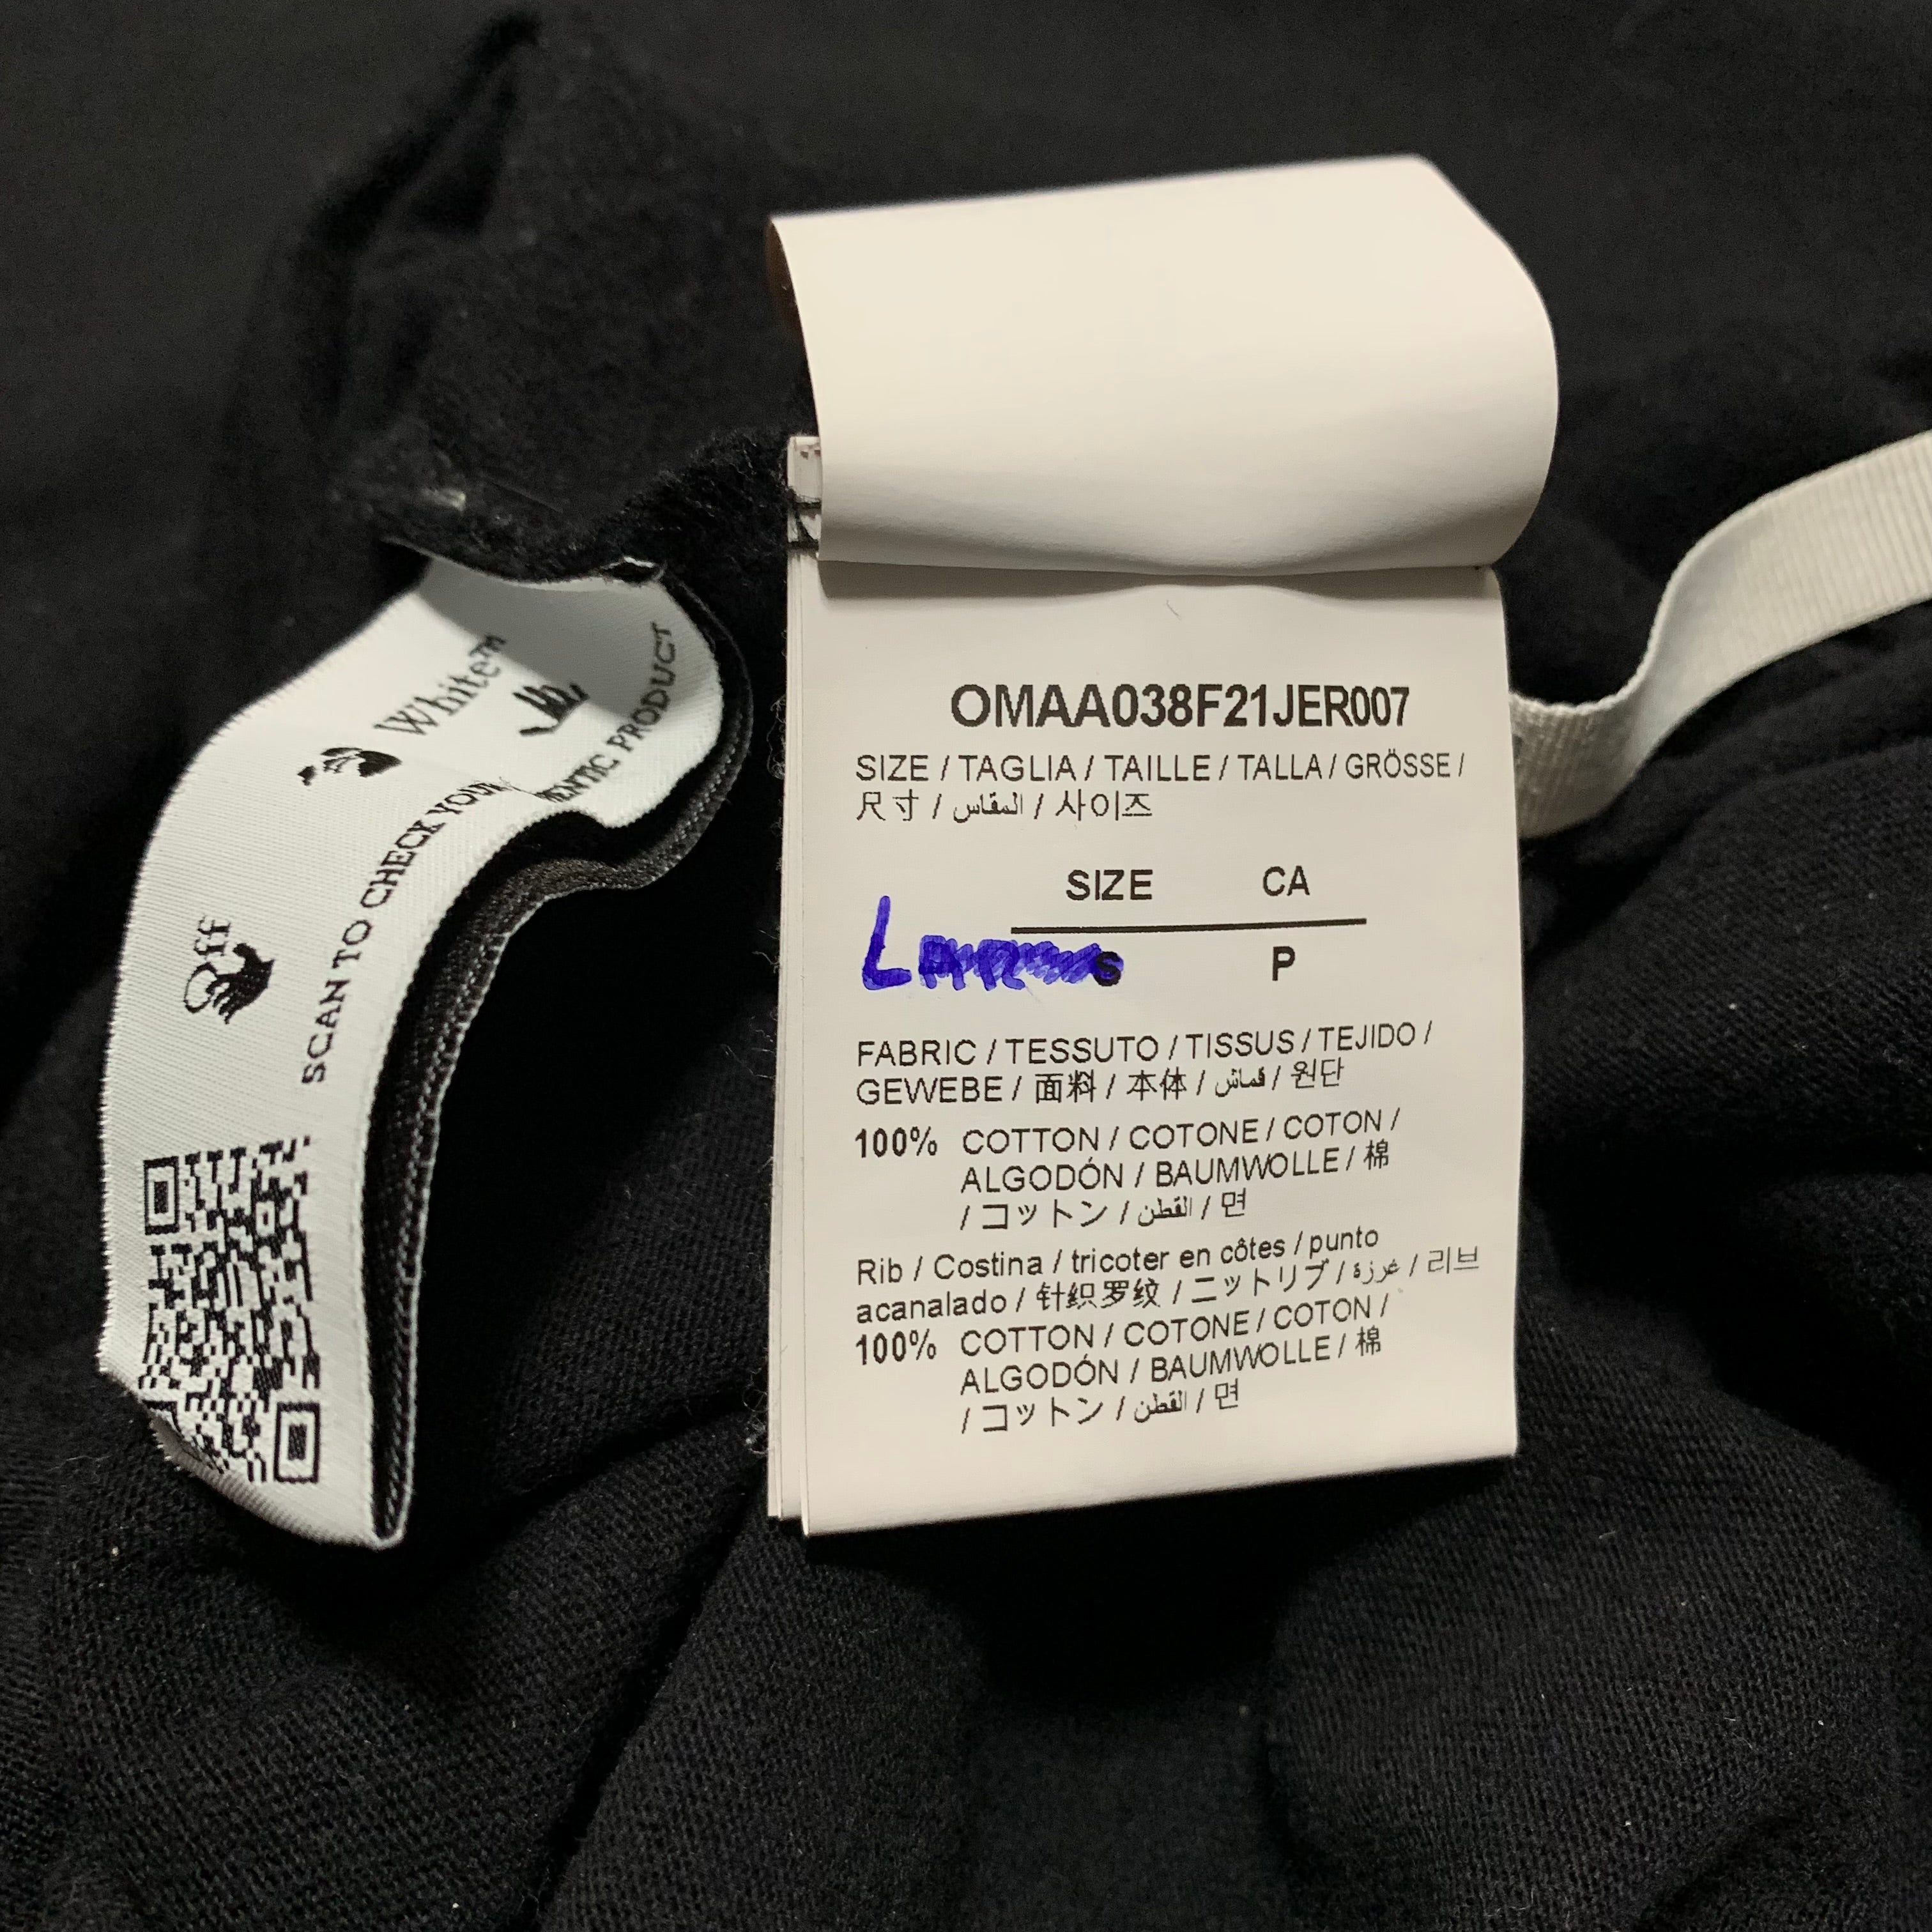 Off
White™
SCAN TO CHECK YOUR
ENTIC PRODUCT
OMAA038F21JER007
SIZE / TAGLIA / TAILLE / TALLA / GRÖSSE /
尺寸 / المقاس / 사이즈
SIZE CA
S P
FABRIC / TESSUTO / TISSUS / TEJIDO /
GEWEBE / 面料 / 本体 / قماش / 원단
100% COTTON / COTONE / COTON /
ALGODÓN / BAUMWOLLE / 棉
/ コットン / القطن / 면
Rib / Costina / tricoter en côtes / punto
acanalado / 针织罗纹 / ニットリブ / غرزة / 리브
100% COTTON / COTONE / COTON /
ALGODÓN / BAUMWOLLE / 棉
/ コットン / القطن / 면